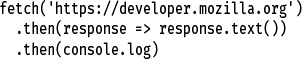 fetch('https://developer.mozilla.org')
  .then(response => response.text())
  .then(console.log)